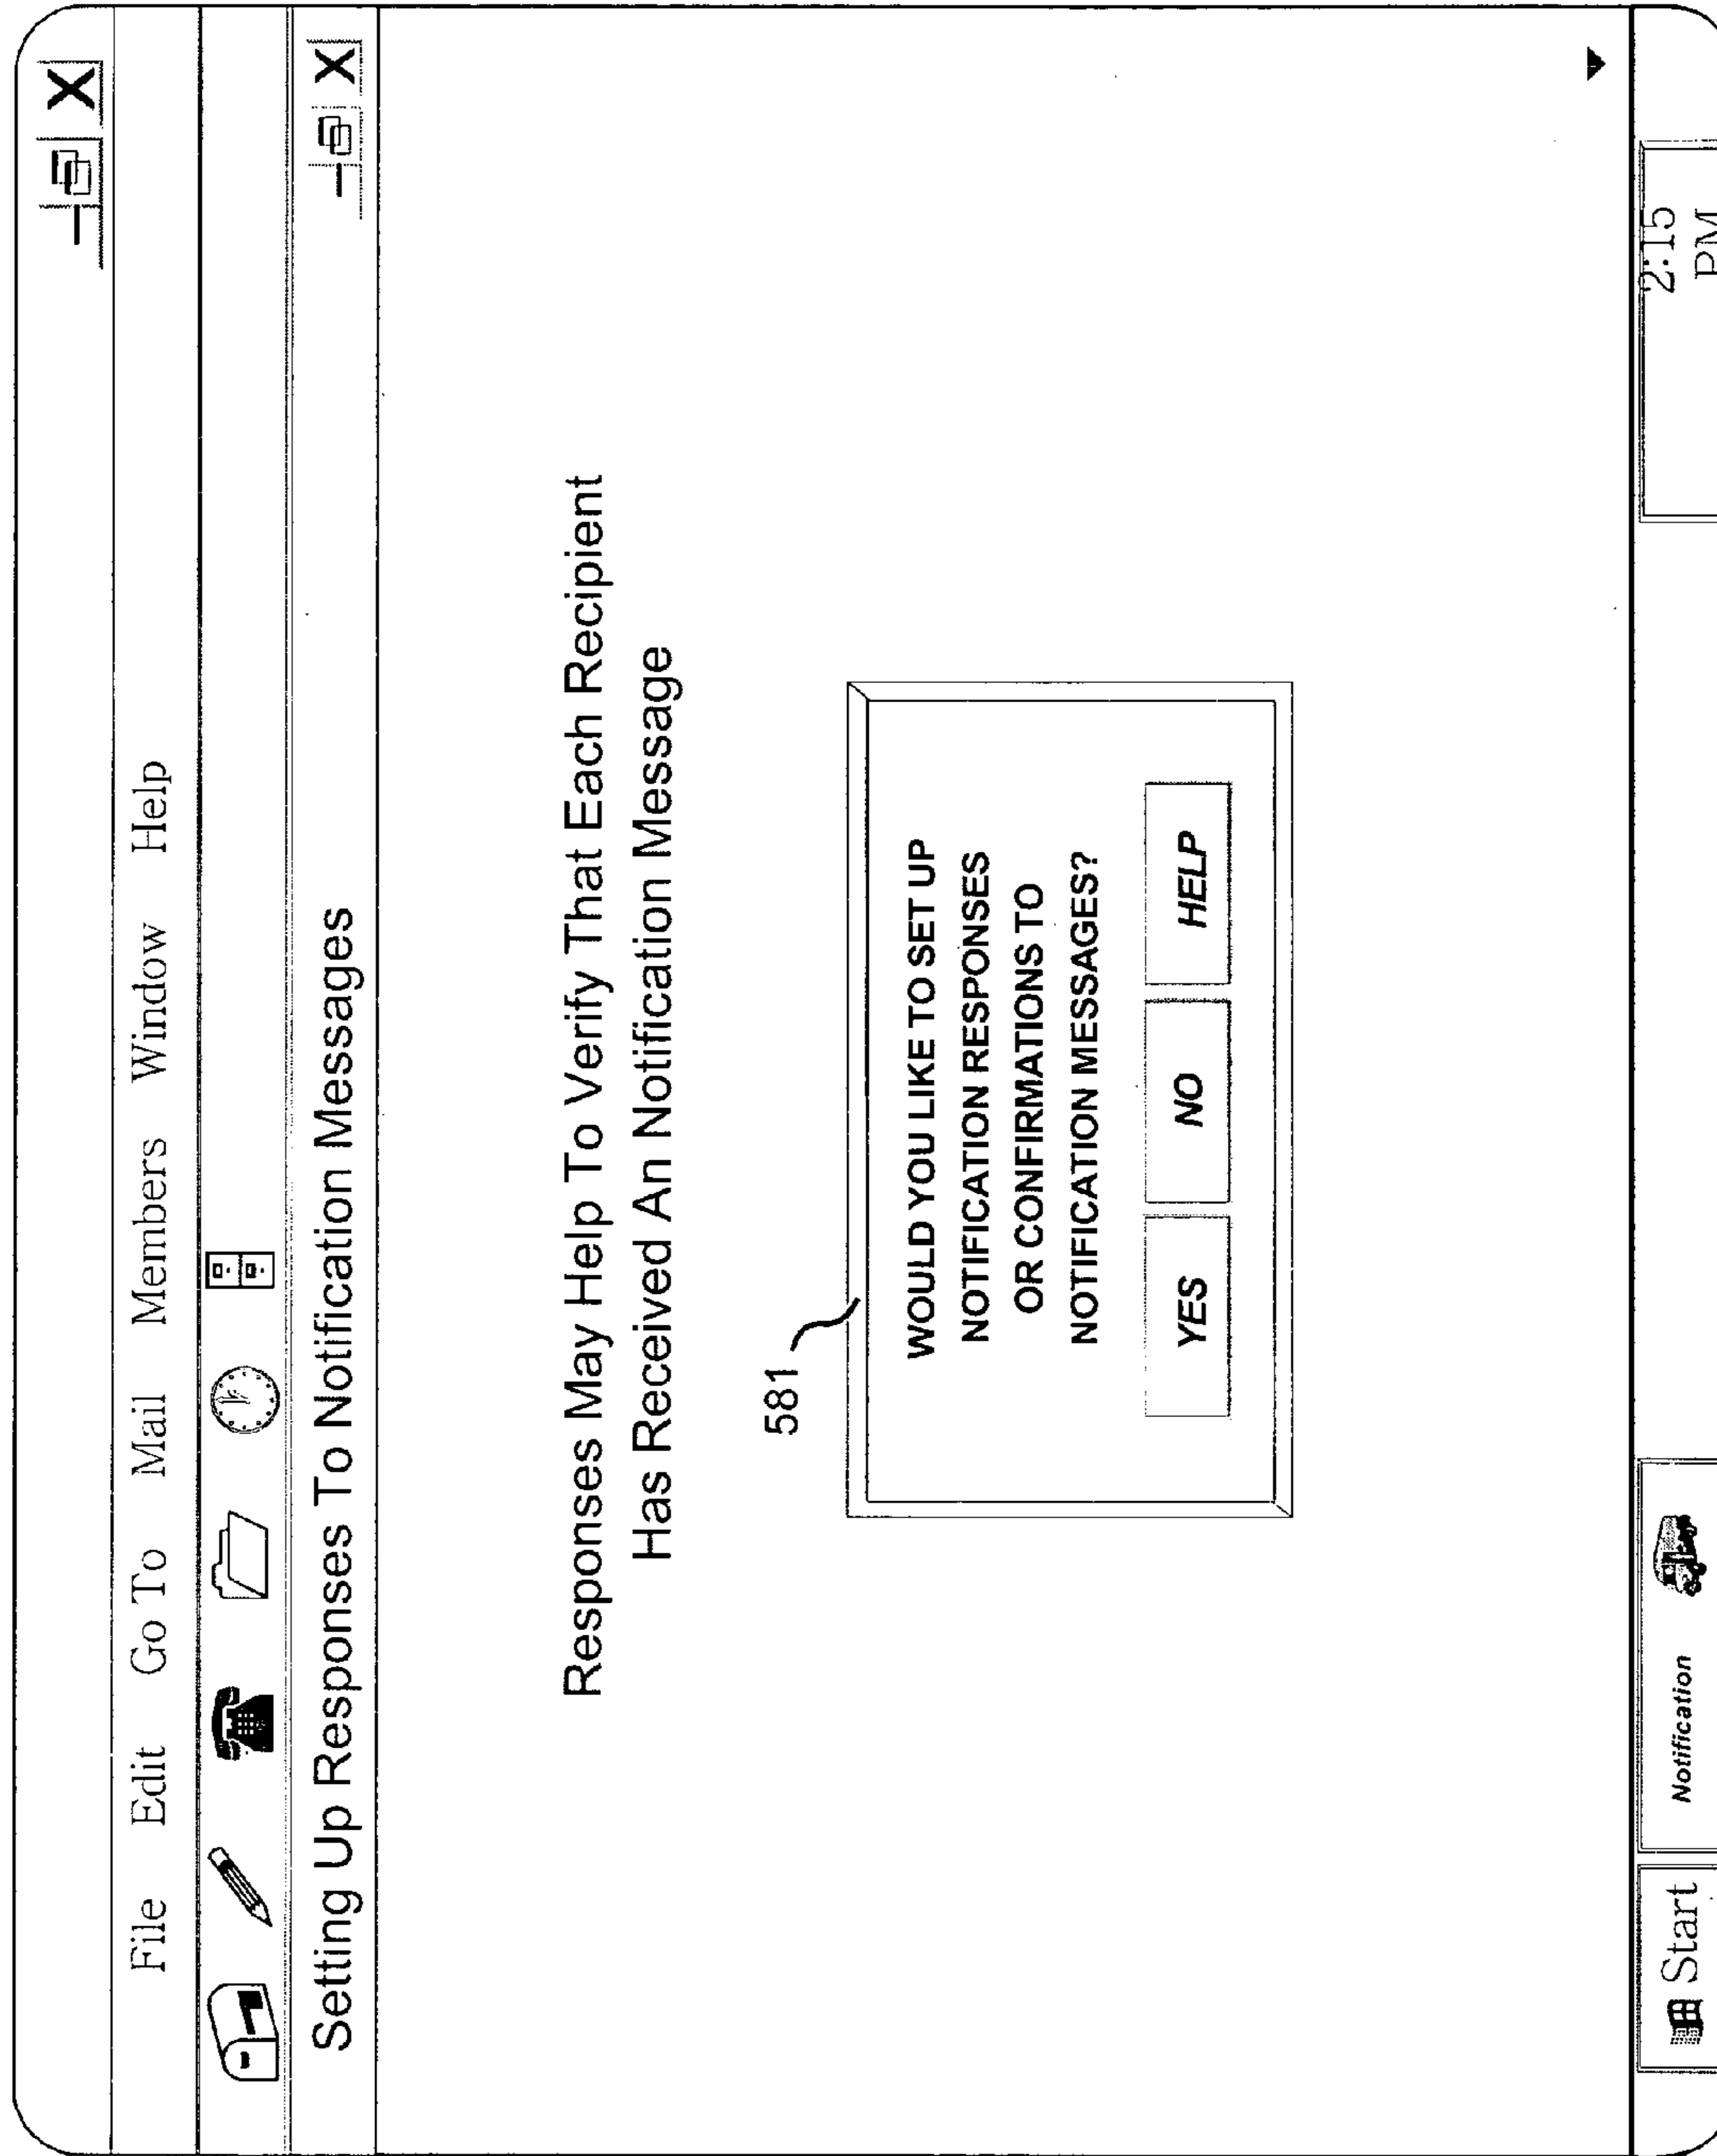 File Edit Go To Mail Members Window Help
Setting Up Responses To Notification Messages
Responses May Help To Verify That Each Recipient
Has Received An Notification Message
581
WOULD YOU LIKE TO SET UP
NOTIFICATION RESPONSES
OR CONFIRMATIONS TO
NOTIFICATION MESSAGES?
YES NO HELP
Start Notification 2:15
PM